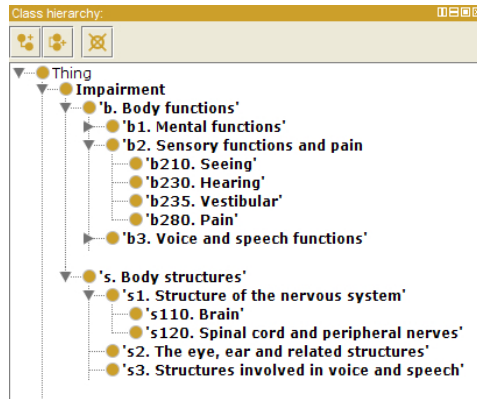 Class hierarchy:
Thing
Impairment
'b. Body functions'
'b1. Mental functions'
'b2. Sensory functions and pain
'b210. Seeing'
'b230. Hearing'
'b235. Vestibular'
'b280. Pain'
'b3. Voice and speech functions'
's. Body structures'
's1. Structure of the nervous system'
's110. Brain'
's120. Spinal cord and peripheral nerves'
's2. The eye, ear and related structures'
's3. Structures involved in voice and speech'